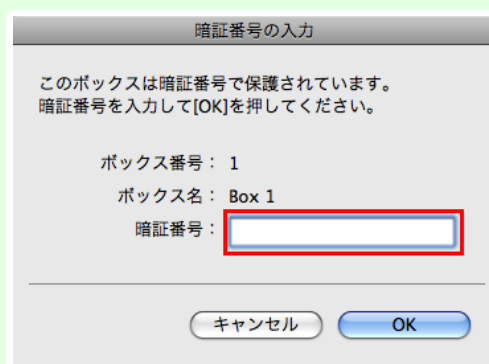 暗証番号の入力
このボックスは暗証番号で保護されています。
暗証番号を入力して[OK]を押してください。
ボックス番号： 1
ボックス名： Box 1
暗証番号：
キャンセル OK